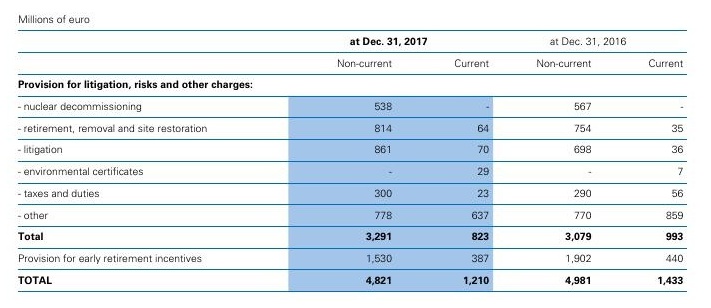 Millions of euro
at Dec. 31, 2017 at Dec. 31, 2016
Non-current Current Non-current Current
Provision for litigation, risks and other charges:
- nuclear decommissioning 538 - 567 -
- retirement, removal and site restoration 814 64 754 35
- litigation 861 70 698 36
- environmental certificates - 29 - 7
- taxes and duties 300 23 290 56
- other 778 637 770 859
Total 3,291 823 3,079 993
Provision for early retirement incentives 1,530 387 1,902 440
TOTAL 4,821 1,210 4,981 1,433